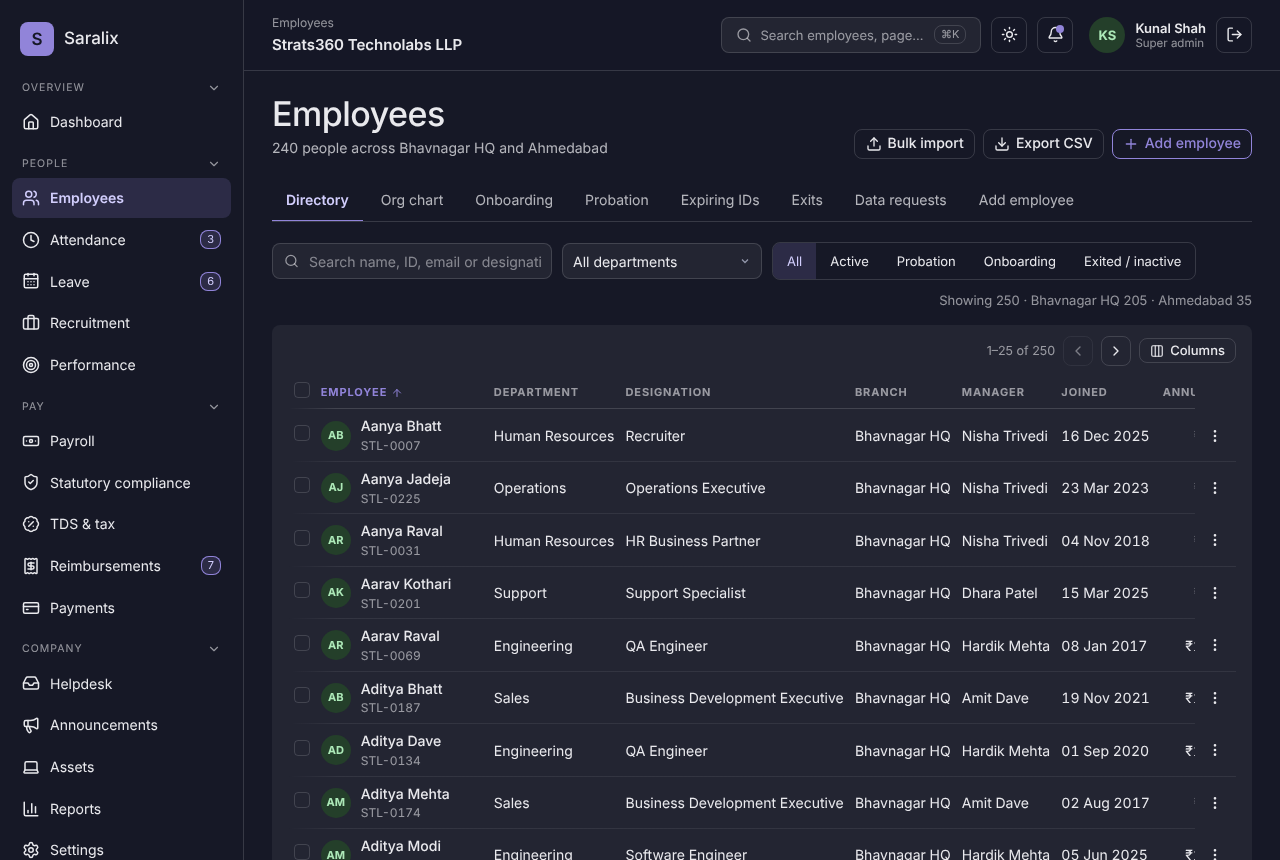 S Saralix
OVERVIEW
Dashboard
PEOPLE
Employees
Attendance 3
Leave 6
Recruitment
Performance
PAY
Payroll
Statutory compliance
TDS & tax
Reimbursements 7
Payments
COMPANY
Helpdesk
Announcements
Assets
Reports
Settings
Employees
Strats360 Technolabs LLP
Search employees, page... ⌘K
KS
Kunal Shah
Super admin
Employees
240 people across Bhavnagar HQ and Ahmedabad
Bulk import Export CSV Add employee
Directory Org chart Onboarding Probation Expiring IDs Exits Data requests Add employee
Search name, ID, email or designati All departments All Active Probation Onboarding Exited / inactive
Showing 250 · Bhavnagar HQ 205 · Ahmedabad 35
1–25 of 250 Columns
EMPLOYEE ↑ DEPARTMENT DESIGNATION BRANCH MANAGER JOINED ANNU
AB Aanya Bhatt Human Resources Recruiter Bhavnagar HQ Nisha Trivedi 16 Dec 2025
STL-0007
AJ Aanya Jadeja Operations Operations Executive Bhavnagar HQ Nisha Trivedi 23 Mar 2023
STL-0225
AR Aanya Raval Human Resources HR Business Partner Bhavnagar HQ Nisha Trivedi 04 Nov 2018
STL-0031
AK Aarav Kothari Support Support Specialist Bhavnagar HQ Dhara Patel 15 Mar 2025
STL-0201
AR Aarav Raval Engineering QA Engineer Bhavnagar HQ Hardik Mehta 08 Jan 2017 ₹
STL-0069
AB Aditya Bhatt Sales Business Development Executive Bhavnagar HQ Amit Dave 19 Nov 2021 ₹
STL-0187
AD Aditya Dave Engineering QA Engineer Bhavnagar HQ Hardik Mehta 01 Sep 2020 ₹
STL-0134
AM Aditya Mehta Sales Business Development Executive Bhavnagar HQ Amit Dave 02 Aug 2017 ₹
STL-0174
AM Aditya Modi Engineering Software Engineer Bhavnagar HQ Hardik Mehta 05 Jun 2025 ₹